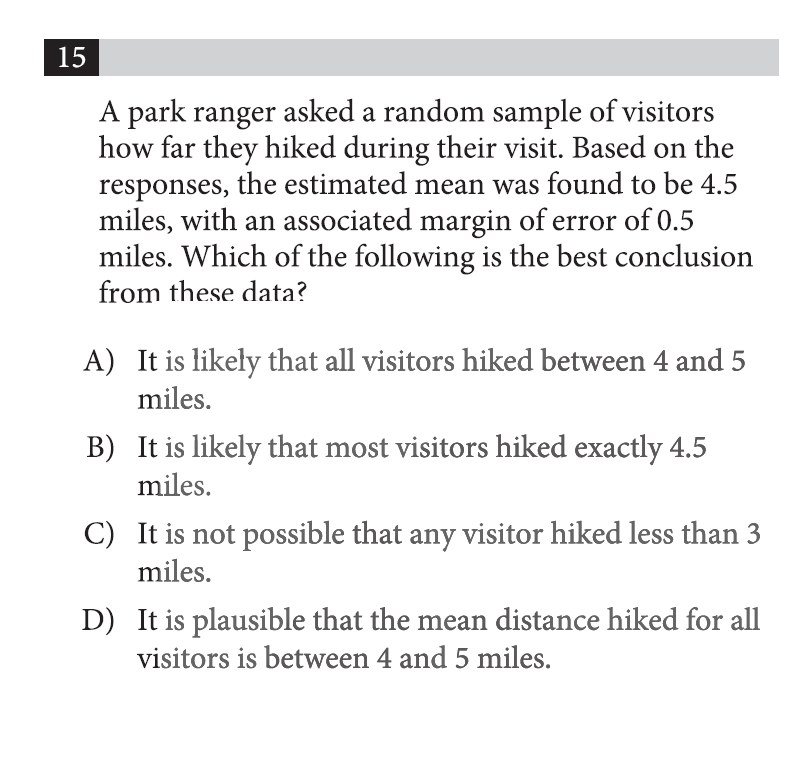 15
A park ranger asked a random sample of visitors
how far they hiked during their visit. Based on the
responses, the estimated mean was found to be 4.5
miles, with an associated margin of error of 0.5
miles. Which of the following is the best conclusion
from these data?
A) It is likely that all visitors hiked between 4 and 5
miles.
B) It is likely that most visitors hiked exactly 4.5
miles.
C) It is not possible that any visitor hiked less than 3
miles.
D) It is plausible that the mean distance hiked for all
visitors is between 4 and 5 miles.